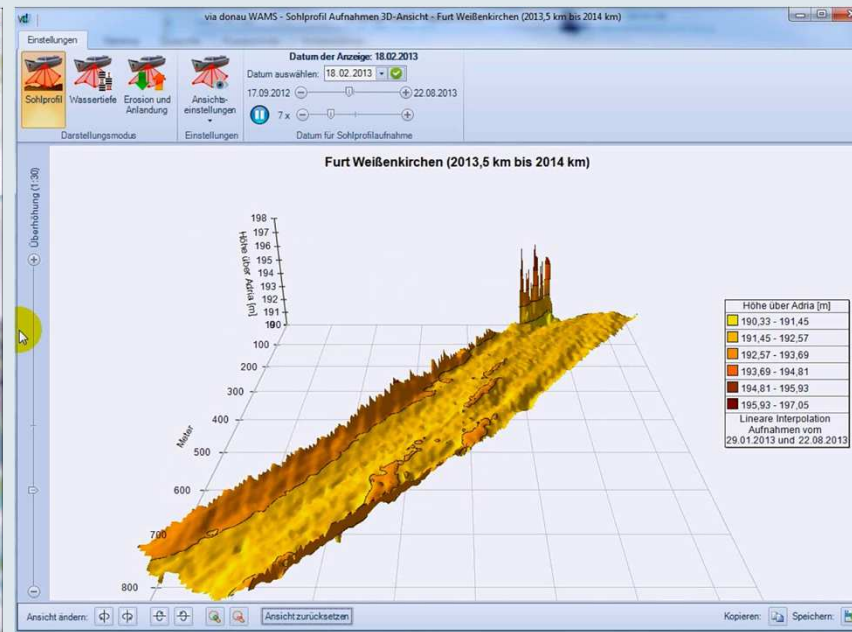 via donau WAMS - Sohlprofil Aufnahmen 3D-Ansicht - Furt Weißenkirchen (2013,5 km bis 2014 km)
Einstellungen
Datum der Anzeige: 18.02.2013
Datum auswählen: 18.02.2013
17.09.2012
22.08.2013
7 x
Sohlprofil
Wassertiefe
Erosion und
Anlandung
Ansichts-
einstellungen
Darstellungsmodus
Einstellungen
Datum für Sohlprofilaufnahme
Furt Weißenkirchen (2013,5 km bis 2014 km)
Überhöhung (1:30)
Höhe über Adria [m]
198
197
196
195
194
193
192
191
190
100
200
300
400
500
600
700
800
Meter
Höhe über Adria [m]
190,33 - 191,45
191,45 - 192,57
192,57 - 193,69
193,69 - 194,81
194,81 - 195,93
195,93 - 197,05
Lineare Interpolation
Aufnahmen vom
29.01.2013 und 22.08.2013
Ansicht ändern:
Ansicht zurücksetzen
Kopieren:
Speichern: